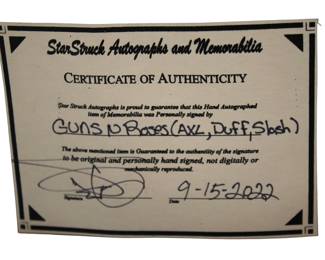 StarStruck Autographs and Memorabilia
CERTIFICATE OF AUTHENTICITY
Star Struck Autographs is proud to guarantee that this Hand Autographed
item of Memorabilia was Personally signed by
GUNS N Roses (AXL, Duff, Slash)
The above mentioned item is Guaranteed to the authenticity of the signature
to be original and personally hand signed, not digitally or
mechanically reproduced.
9-15-2022
Signature Date